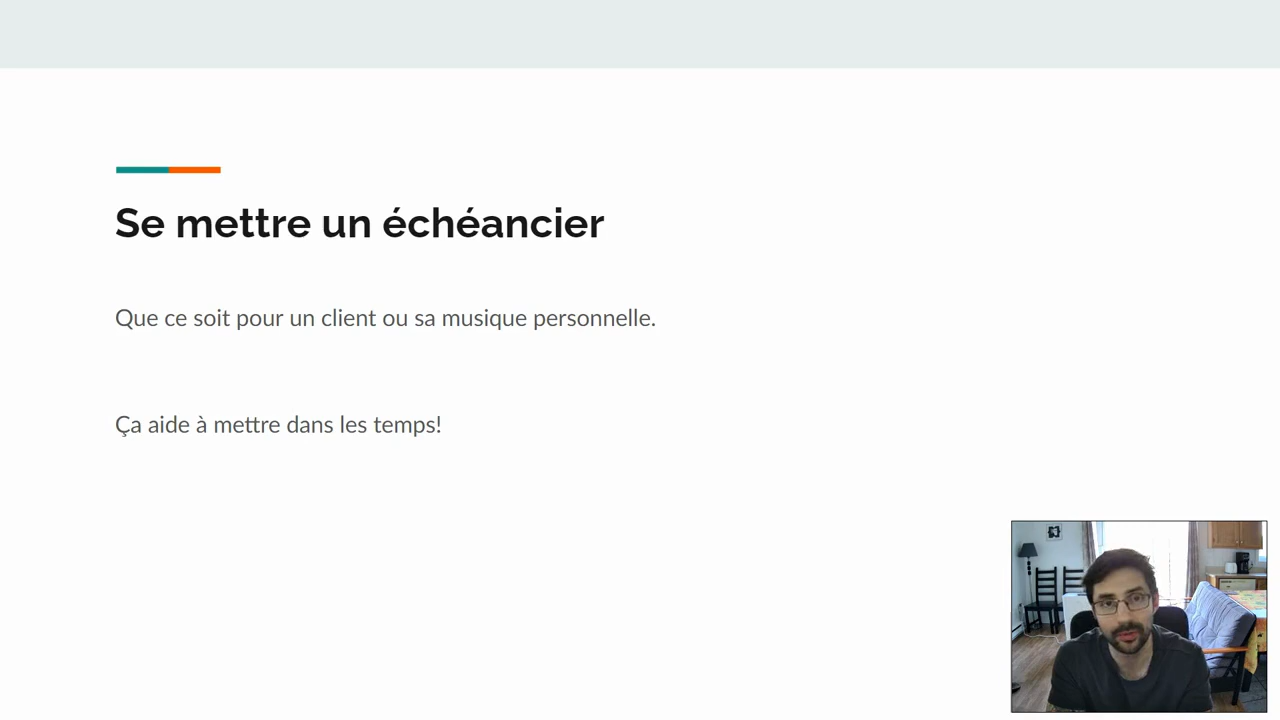 Se mettre un échéancier
Que ce soit pour un client ou sa musique personnelle.
Ça aide à mettre dans les temps!